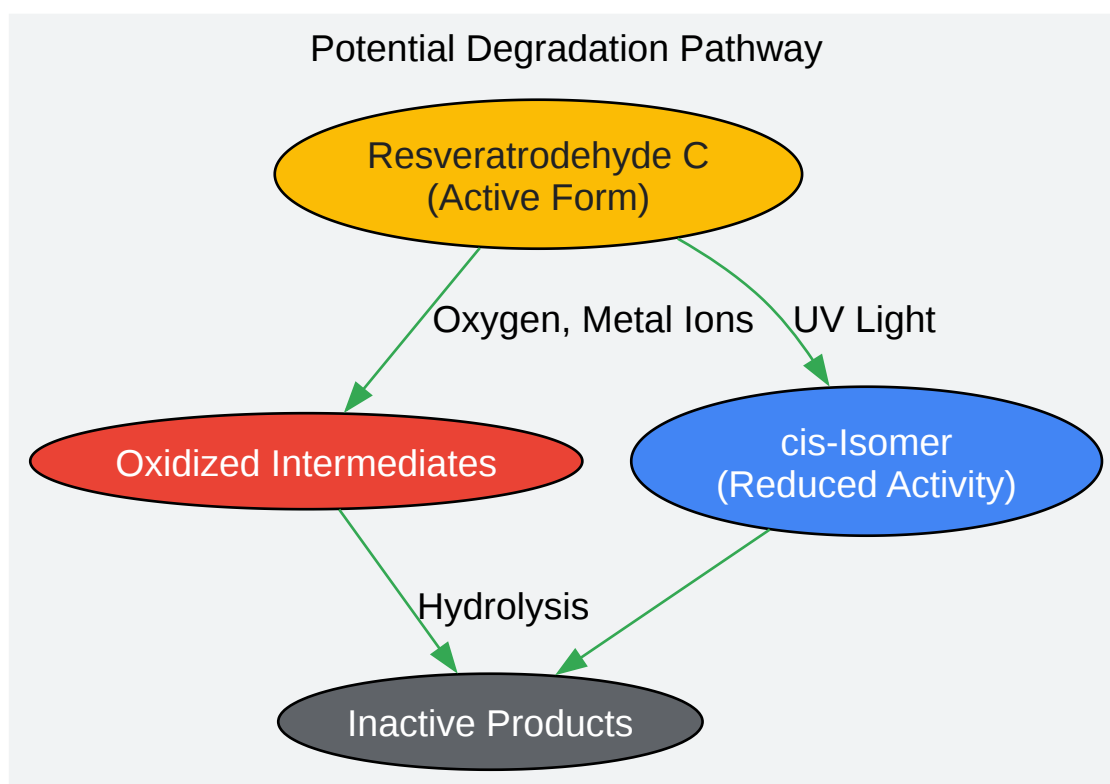 Potential Degradation Pathway
Resveratrodehyde C
(Active Form)
Oxygen, Metal Ions
UV Light
Oxidized Intermediates
cis-Isomer
(Reduced Activity)
Hydrolysis
Inactive Products